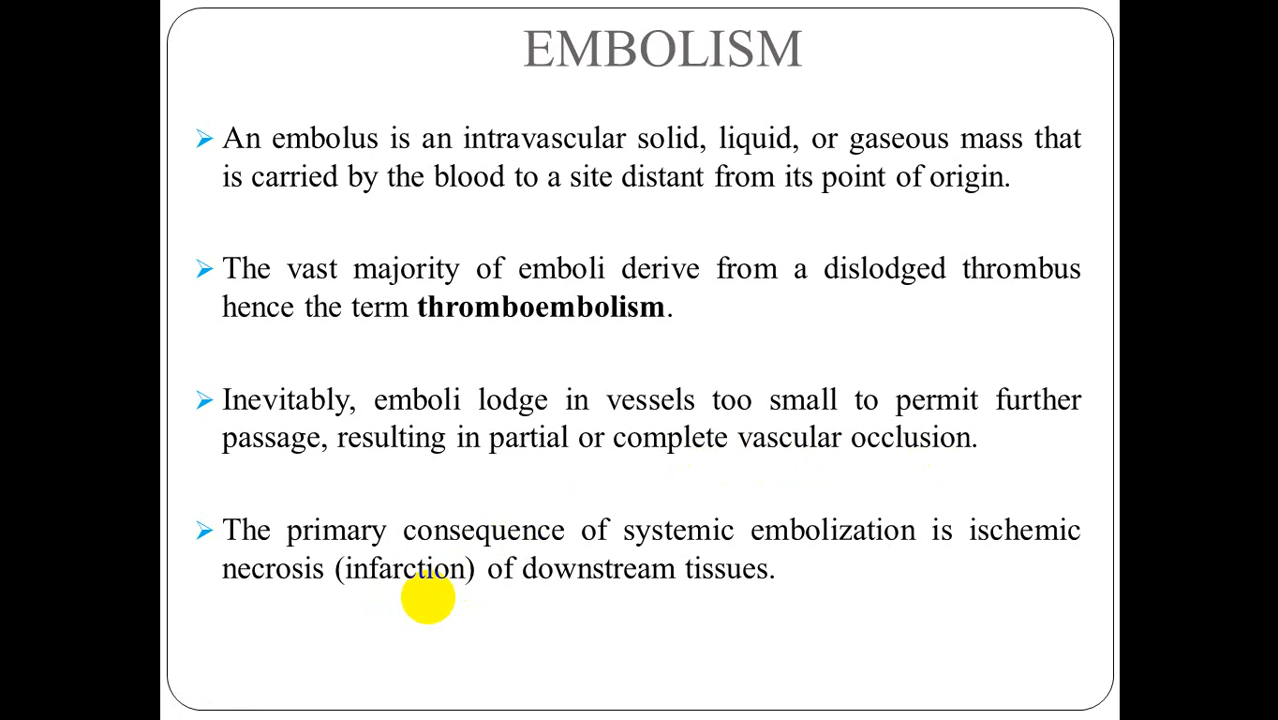 EMBOLISM
An embolus is an intravascular solid, liquid, or gaseous mass that
is carried by the blood to a site distant from its point of origin.
The vast majority of emboli derive from a dislodged thrombus
hence the term thromboembolism.
Inevitably, emboli lodge in vessels too small to permit further
passage, resulting in partial or complete vascular occlusion.
The primary consequence of systemic embolization is ischemic
necrosis (infarction) of downstream tissues.